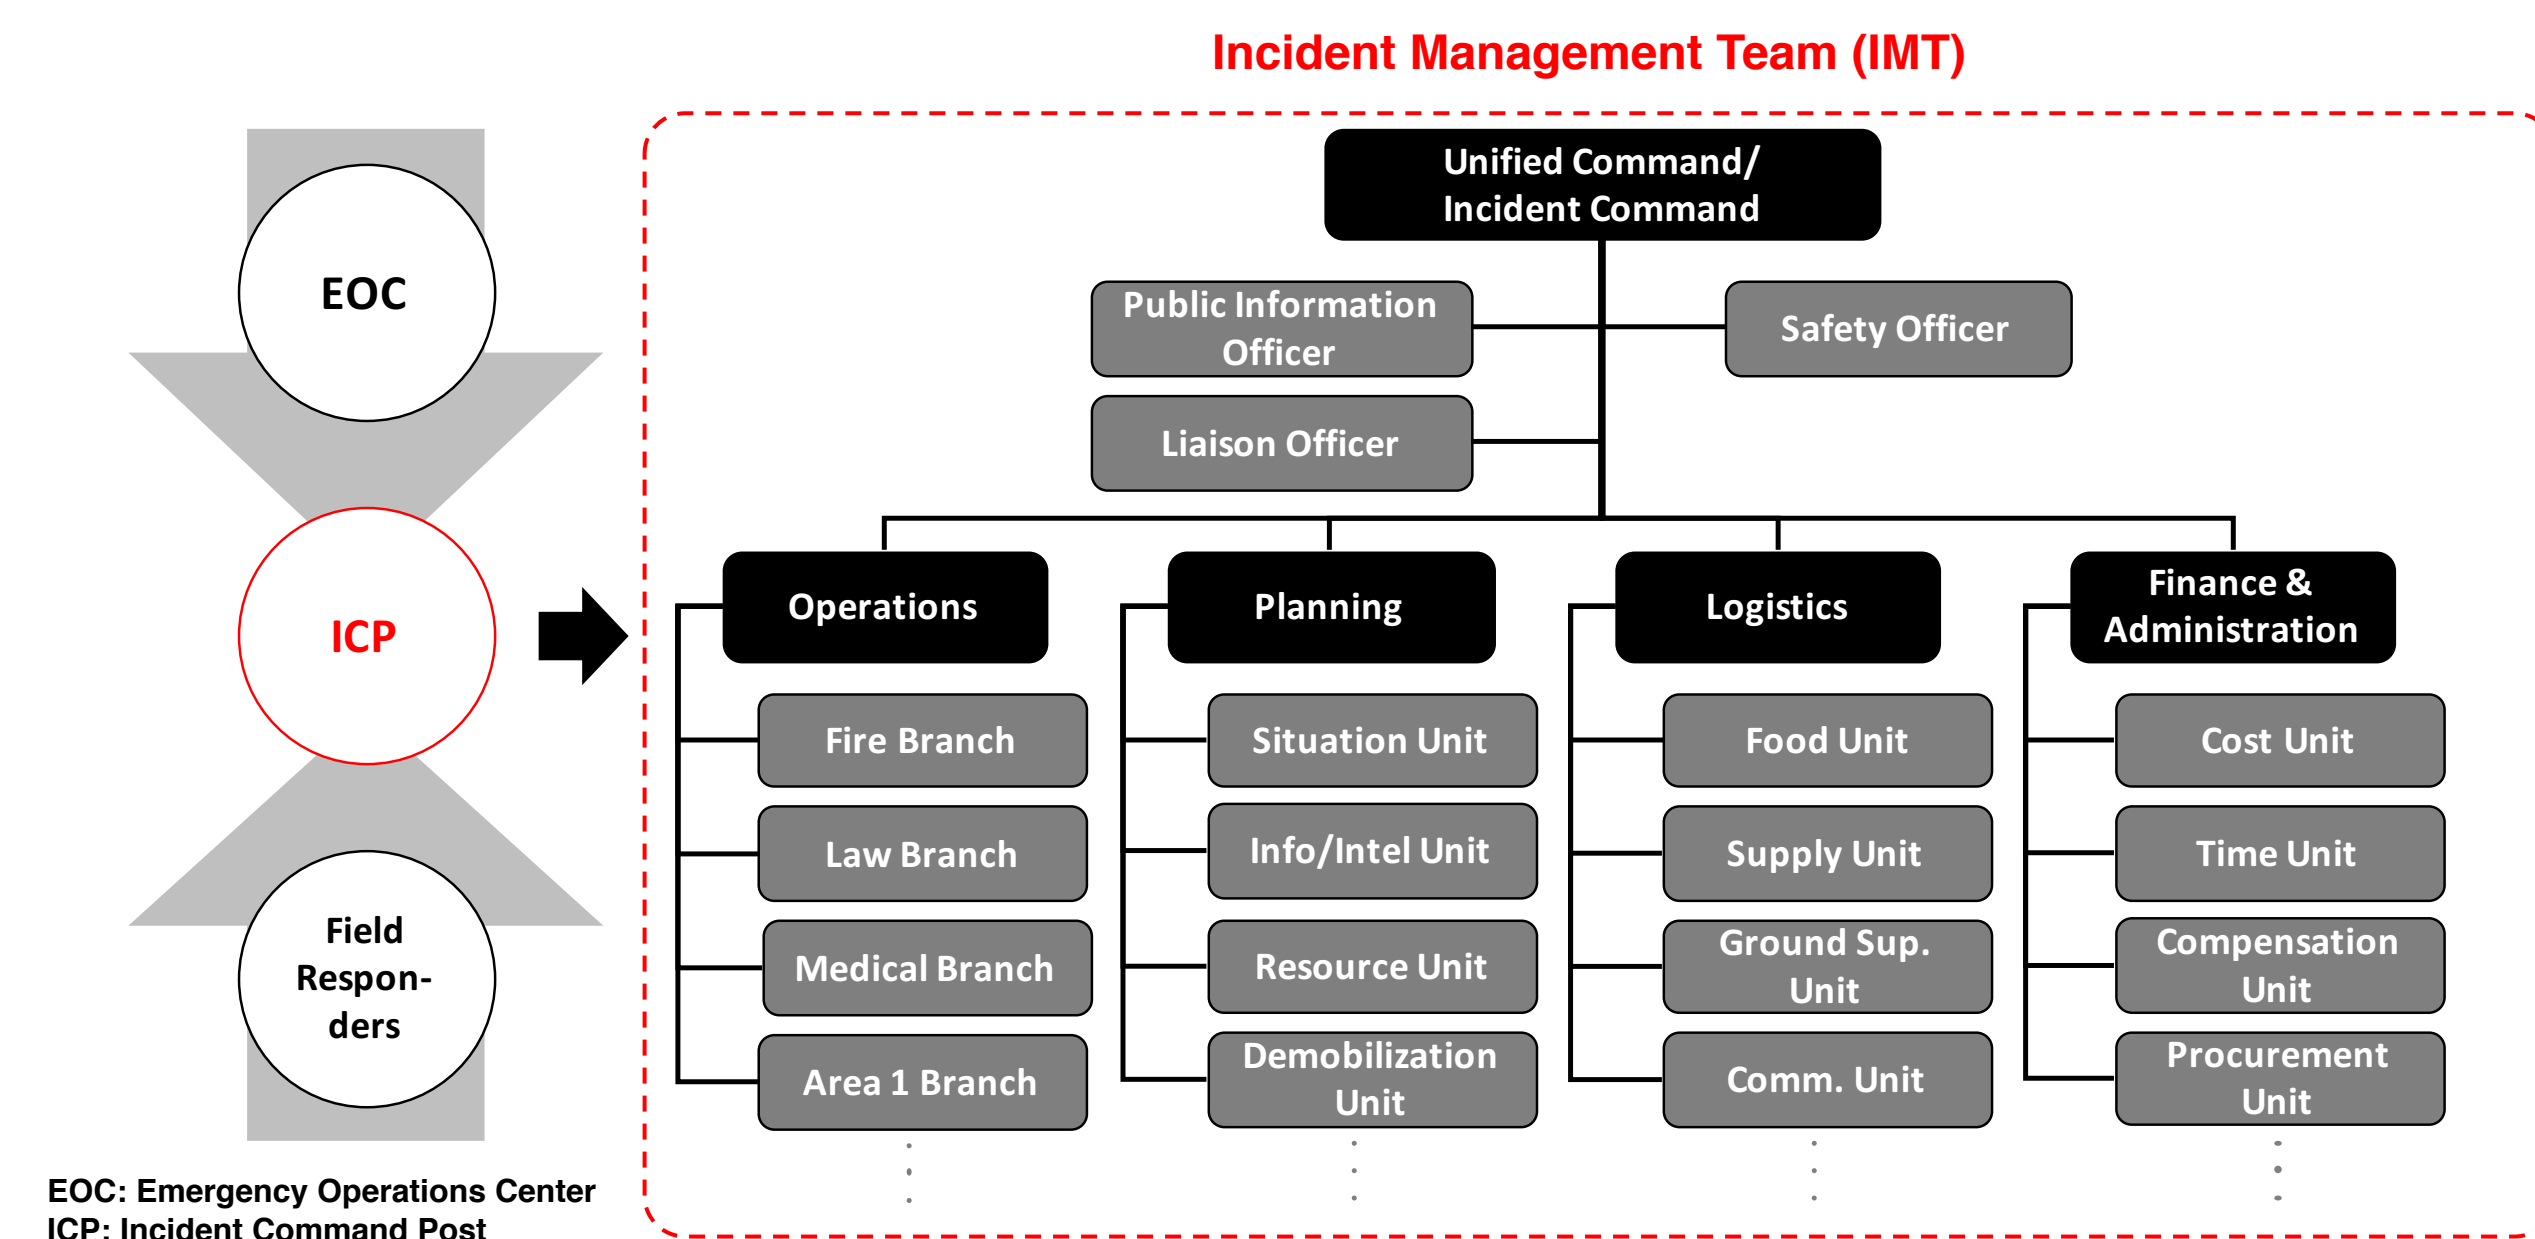 Incident Management Team (IMT)
Unified Command/
Incident Command
Public Information
Officer
Safety Officer
Liaison Officer
EOC
ICP
Field
Respon-
ders
Operations
Planning
Logistics
Finance &
Administration
Fire Branch
Situation Unit
Food Unit
Cost Unit
Law Branch
Info/Intel Unit
Supply Unit
Time Unit
Medical Branch
Resource Unit
Ground Sup.
Unit
Compensation
Unit
Area 1 Branch
Demobilization
Unit
Comm. Unit
Procurement
Unit
EOC: Emergency Operations Center
ICP: Incident Command Post